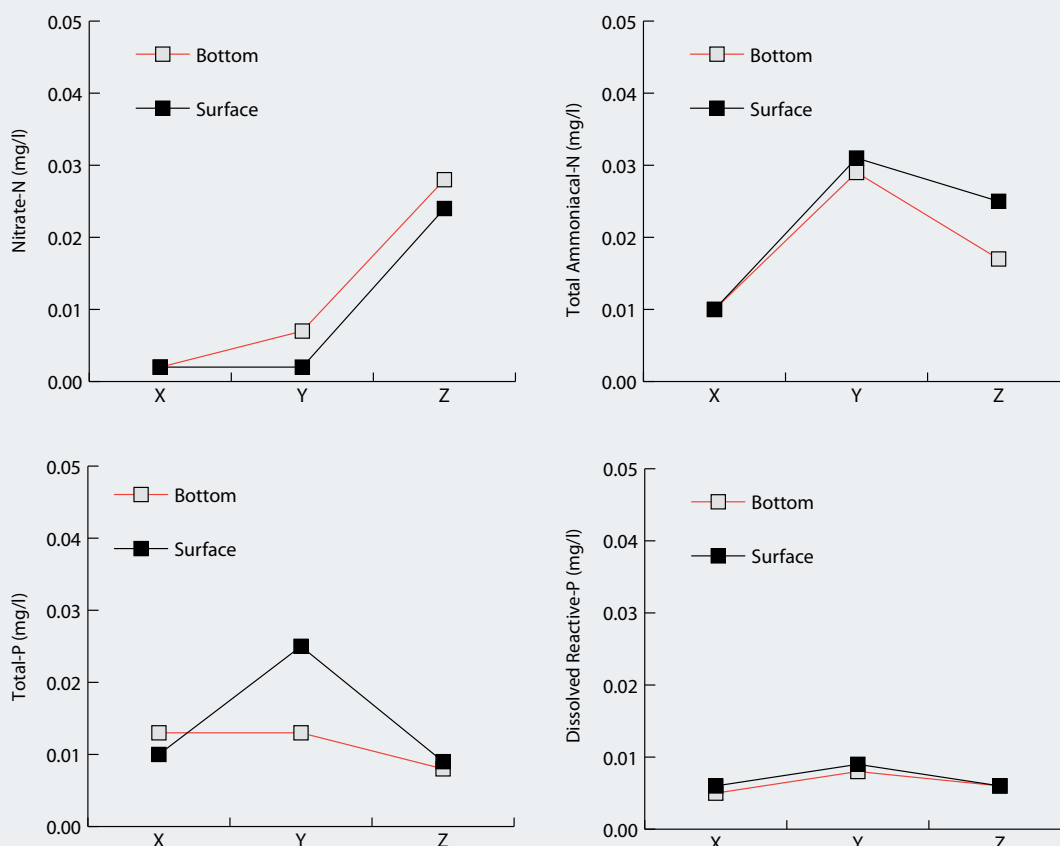 Nitrate-N (mg/l)
0.05
0.04
0.03
0.02
0.01
0.00
Bottom
Surface
X Y Z
Total Ammoniacal-N (mg/l)
0.05
0.04
0.03
0.02
0.01
0.00
Bottom
Surface
X Y Z
Total-P (mg/l)
0.05
0.04
0.03
0.02
0.01
0.00
Bottom
Surface
X Y Z
Dissolved Reactive-P (mg/l)
0.05
0.04
0.03
0.02
0.01
0.00
Bottom
Surface
X Y Z